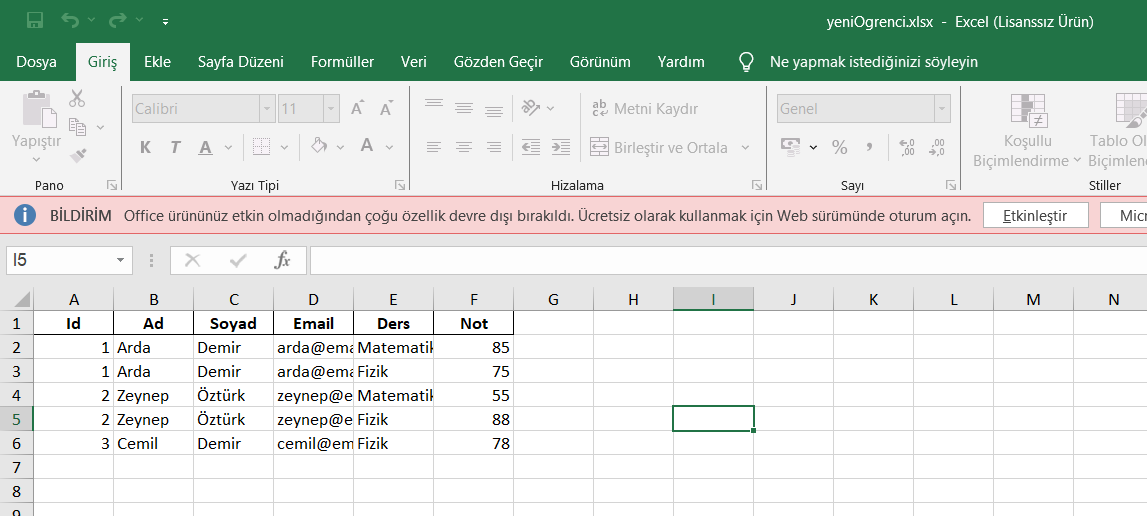 yeniOgrenci.xlsx - Excel (Lisanssız Ürün)
Dosya Giriş Ekle Sayfa Düzeni Formüller Veri Gözden Geçir Görünüm Yardım Ne yapmak istediğinizi söyleyin
Calibri 11 Metni Kaydır Genel
Yapıştır K T A A Birleştir ve Ortala % Koşullu Biçimlendirme Tablo Ol Biçimlen
Pano Yazı Tipi Hizalama Sayı Stiller
BİLDİRİM Office ürününüz etkin olmadığından çoğu özellik devre dışı bırakıldı. Ücretsiz olarak kullanmak için Web sürümünde oturum açın. Etkinleştir Micr
I5 fx
A B C D E F G H I J K L M N
1 Id Ad Soyad Email Ders Not
2 1 Arda Demir arda@ema Matematik 85
3 1 Arda Demir arda@ema Fizik 75
4 2 Zeynep Öztürk zeynep@e Matematik 55
5 2 Zeynep Öztürk zeynep@e Fizik 88
6 3 Cemil Demir cemil@em Fizik 78
7
8
9